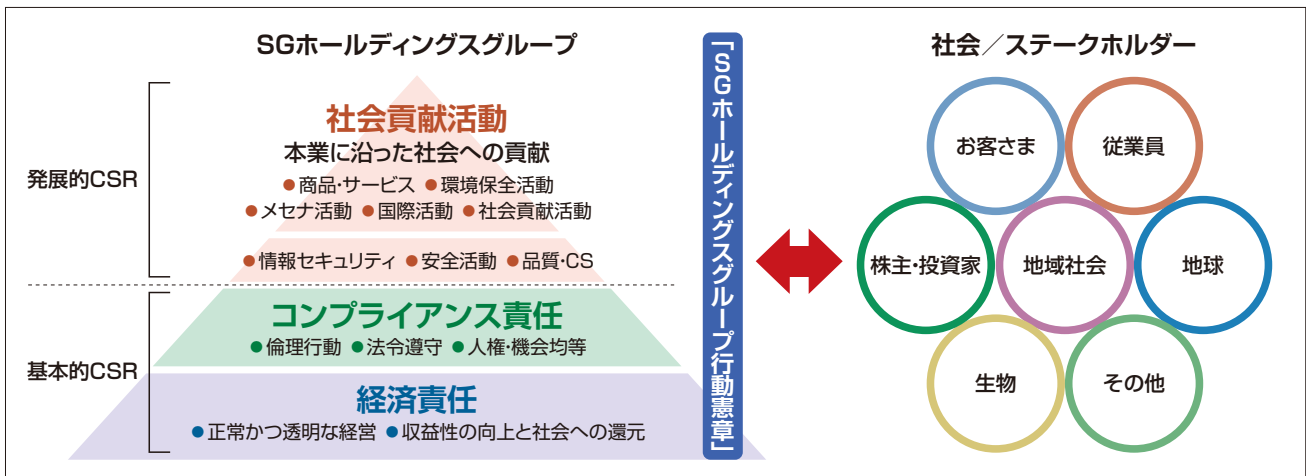 SGホールディングスグループ
発展的CSR
社会貢献活動
本業に沿った社会への貢献
●商品・サービス ●環境保全活動
●メセナ活動 ●国際活動 ●社会貢献活動
●情報セキュリティ ●安全活動 ●品質・CS
基本的CSR
コンプライアンス責任
●倫理行動 ●法令遵守 ●人権・機会均等
経済責任
●正常かつ透明な経営 ●収益性の向上と社会への還元
「SGホールディングスグループ行動憲章」
社会／ステークホルダー
お客さま
従業員
株主・投資家
地域社会
地球
生物
その他